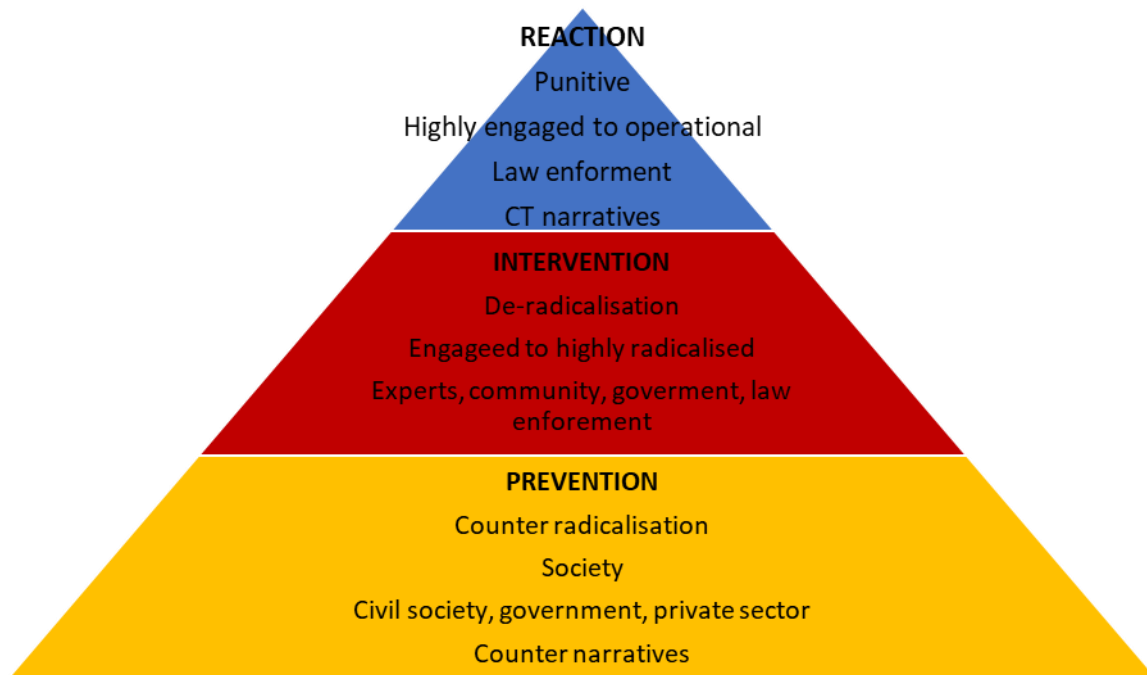 REACTION
Punitive
Highly engaged to operational
Law enforment
CT narratives
INTERVENTION
De-radicalisation
Engageed to highly radicalised
Experts, community, goverment, law
enforement
PREVENTION
Counter radicalisation
Society
Civil society, government, private sector
Counter narratives